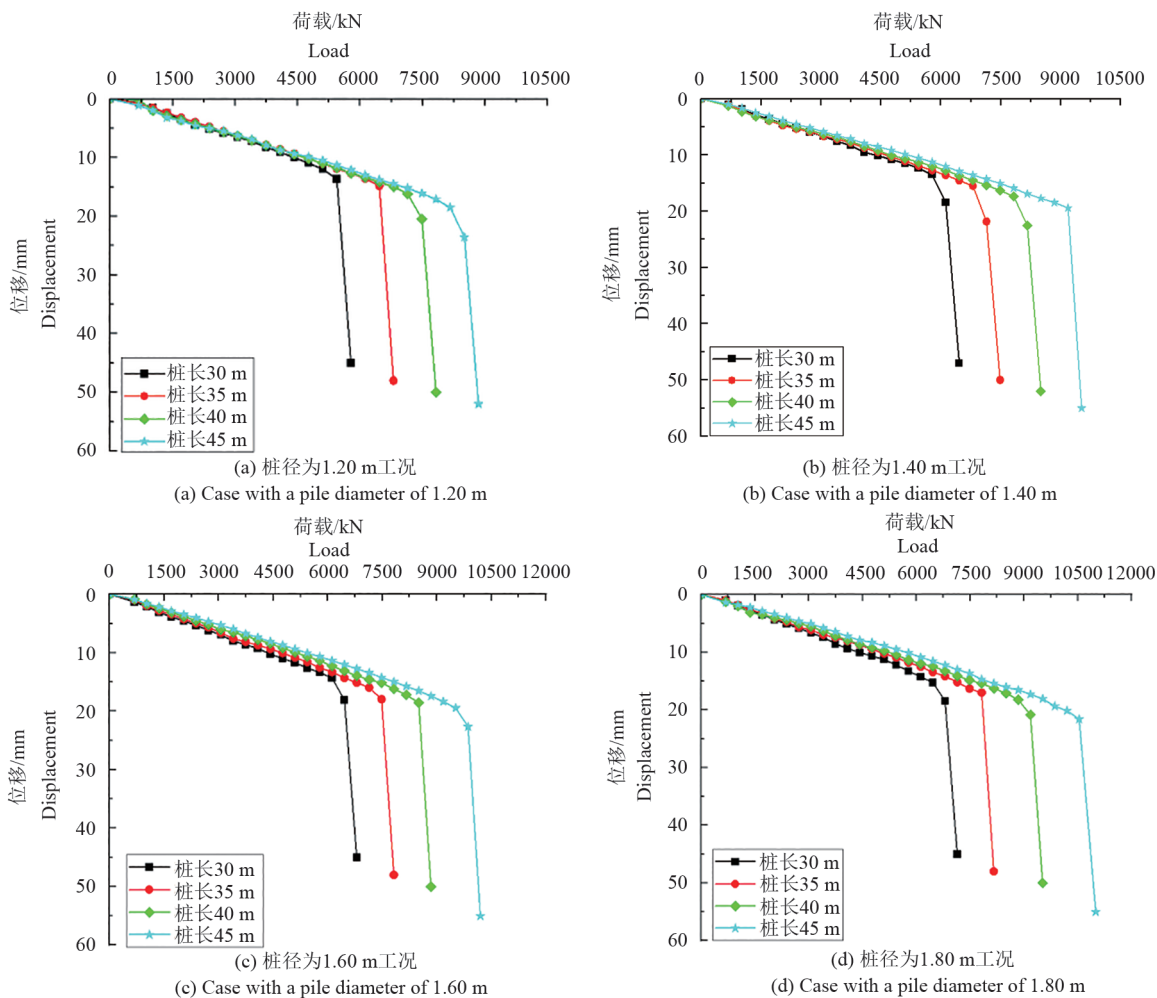 荷载/kN
Load
0 1500 3000 4500 6000 7500 9000 10500
0
10
20
30
40
50
60
位移/mm
Displacement
桩长30 m
桩长35 m
桩长40 m
桩长45 m
(a) 桩径为1.20 m工况
(a) Case with a pile diameter of 1.20 m
荷载/kN
Load
0 1500 3000 4500 6000 7500 9000 10500
0
10
20
30
40
50
60
位移/mm
Displacement
桩长30 m
桩长35 m
桩长40 m
桩长45 m
(b) 桩径为1.40 m工况
(b) Case with a pile diameter of 1.40 m
荷载/kN
Load
0 1500 3000 4500 6000 7500 9000 10500 12000
0
10
20
30
40
50
60
位移/mm
Displacement
桩长30 m
桩长35 m
桩长40 m
桩长45 m
(c) 桩径为1.60 m工况
(c) Case with a pile diameter of 1.60 m
荷载/kN
Load
0 1500 3000 4500 6000 7500 9000 10500 12000
0
10
20
30
40
50
60
位移/mm
Displacement
桩长30 m
桩长35 m
桩长40 m
桩长45 m
(d) 桩径为1.80 m工况
(d) Case with a pile diameter of 1.80 m